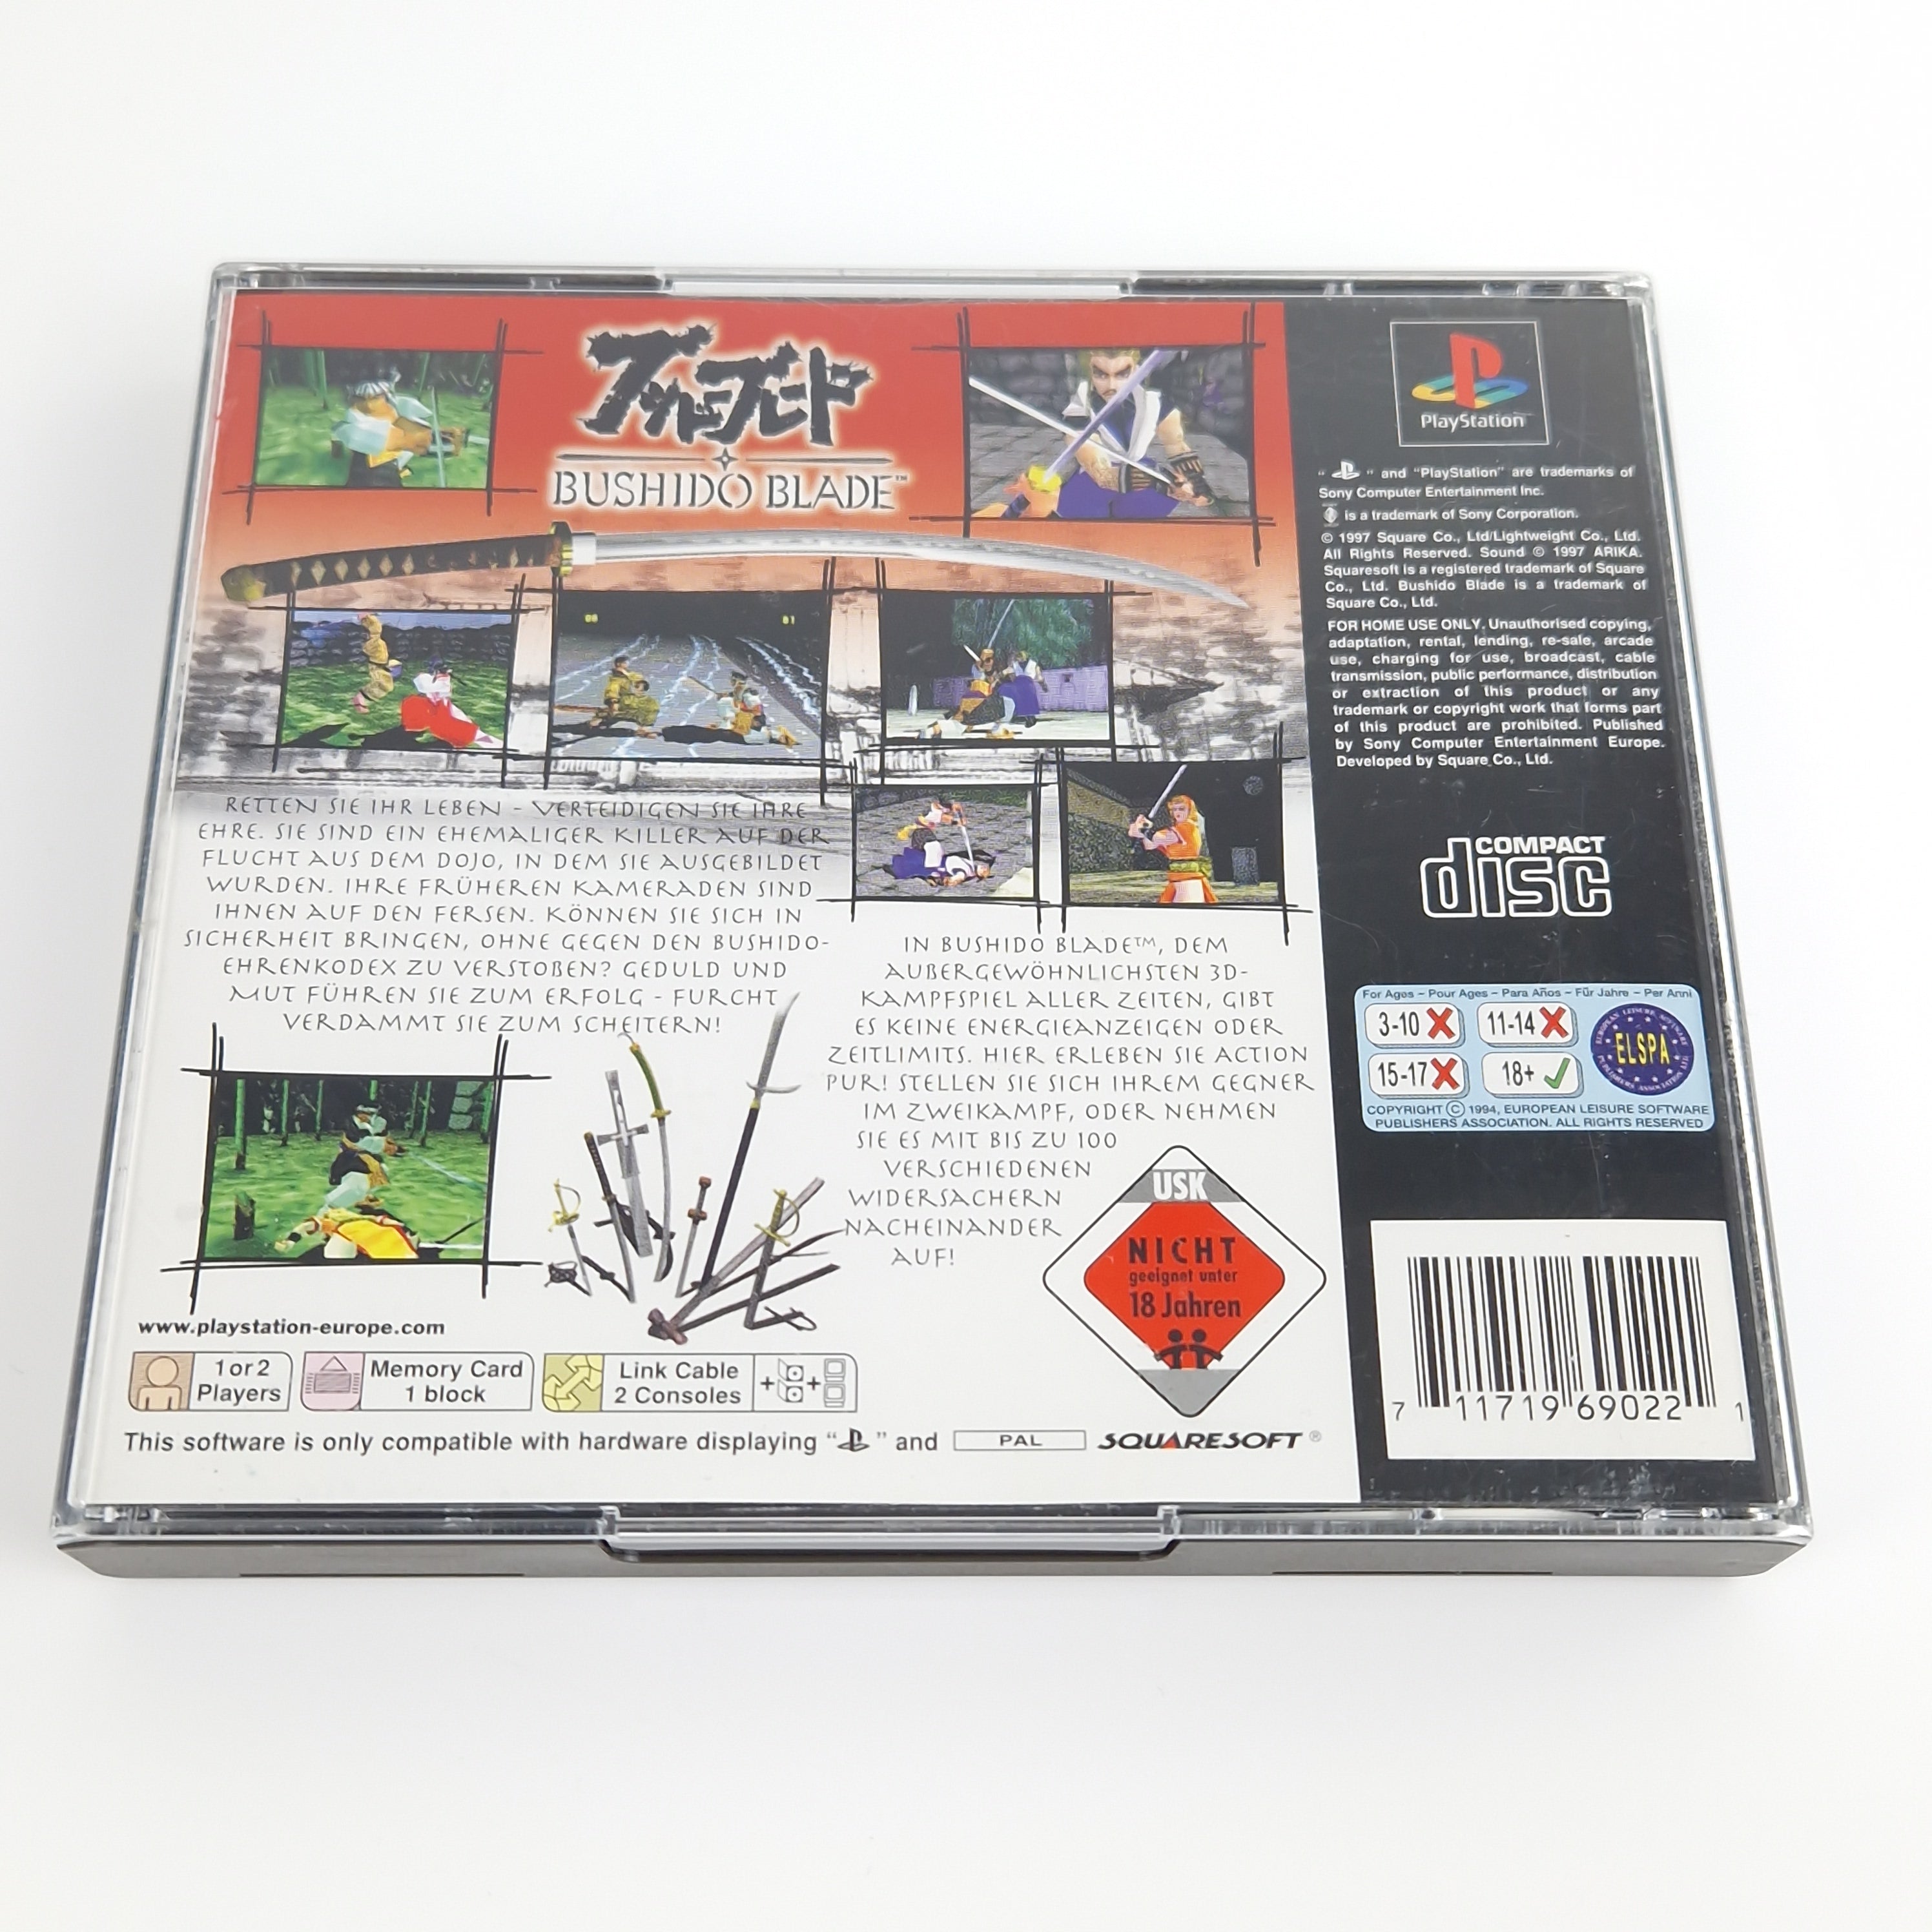 ブシドーブレード
BUSHIDO BLADE™
RETTEN SIE IHR LEBEN - VERTEIDIGEN SIE IHRE
EHRE. SIE SIND EIN EHEMALIGER KILLER AUF DER
FLUCHT AUS DEM DOJO, IN DEM SIE AUSGEBILDET
WURDEN. IHRE FRÜHEREN KAMERADEN SIND
IHNEN AUF DEN FERSEN. KÖNNEN SIE SICH IN
SICHERHEIT BRINGEN, OHNE GEGEN DEN BUSHIDO-
EHRENKODEX ZU VERSTOßEN? GEDULD UND
MUT FÜHREN SIE ZUM ERFOLG - FURCHT
VERDAMMT SIE ZUM SCHEITERN!
IN BUSHIDO BLADE™, DEM
AUßERGEWÖHNLICHSTEN 3D-
KAMPFSPIEL ALLER ZEITEN, GIBT
ES KEINE ENERGIEANZEIGEN ODER
ZEITLIMITS. HIER ERLEBEN SIE ACTION
PUR! STELLEN SIE SICH IHREM GEGNER
IM ZWEIKAMPF, ODER NEHMEN
SIE ES MIT BIS ZU 100
VERSCHIEDENEN
WIDERSACHERN
NACHEINANDER
AUF!
USK
NICHT
geeignet unter
18 Jahren
www.playstation-europe.com
1 or 2
Players
Memory Card
1 block
Link Cable
2 Consoles
+ +
This software is only compatible with hardware displaying " " and PAL
SQUARESOFT®
PlayStation
" " and "PlayStation" are trademarks of
Sony Computer Entertainment Inc.
is a trademark of Sony Corporation.
© 1997 Square Co., Ltd/Lightweight Co., Ltd.
All Rights Reserved. Sound © 1997 ARIKA.
Squaresoft is a registered trademark of Square
Co., Ltd. Bushido Blade is a trademark of
Square Co., Ltd.
FOR HOME USE ONLY. Unauthorised copying,
adaptation, rental, lending, re-sale, arcade
use, charging for use, broadcast, cable
transmission, public performance, distribution
or extraction of this product or any
trademark or copyright work that forms part
of this product are prohibited. Published
by Sony Computer Entertainment Europe.
Developed by Square Co., Ltd.
COMPACT
disc
For Ages – Pour Ages – Para Años – Für Jahre – Per Anni
3-10 11-14
15-17 18+
ELSPA
COPYRIGHT © 1994, EUROPEAN LEISURE SOFTWARE
PUBLISHERS ASSOCIATION. ALL RIGHTS RESERVED
7 11719 69022 1